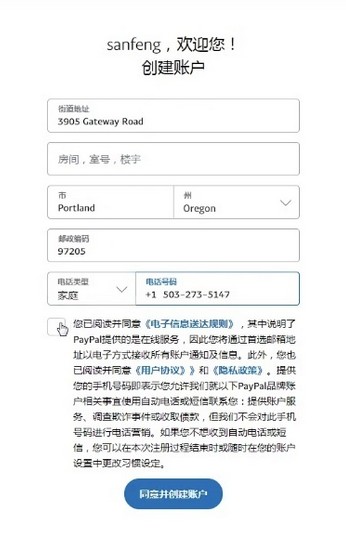 sanfeng，欢迎您！
创建账户
街道地址
3905 Gateway Road
房间，室号，楼宇
市
Portland
州
Oregon
邮政编码
97205
电话类型
家庭
电话号码
+1 503-273-5147
您已阅读并同意《电子信息送达规则》，其中说明了
PayPal提供的是在线服务，因此您将通过首选邮箱地
址以电子方式接收所有账户通知及信息。此外，您也
已阅读并同意《用户协议》》和《隐私政策》。提供
您的手机号码即表示您允许我们就以下PayPal品牌账
户相关事宜使用自动电话或短信联系您：提供账户服
务、调查欺诈事件或收取债款，但我们不会对此手机
号码进行电话营销。如果您不想收到自动电话或短
信，您可以在本次注册过程结束时或随时在您的账户
设置中更改习惯设定。
同意并创建账户